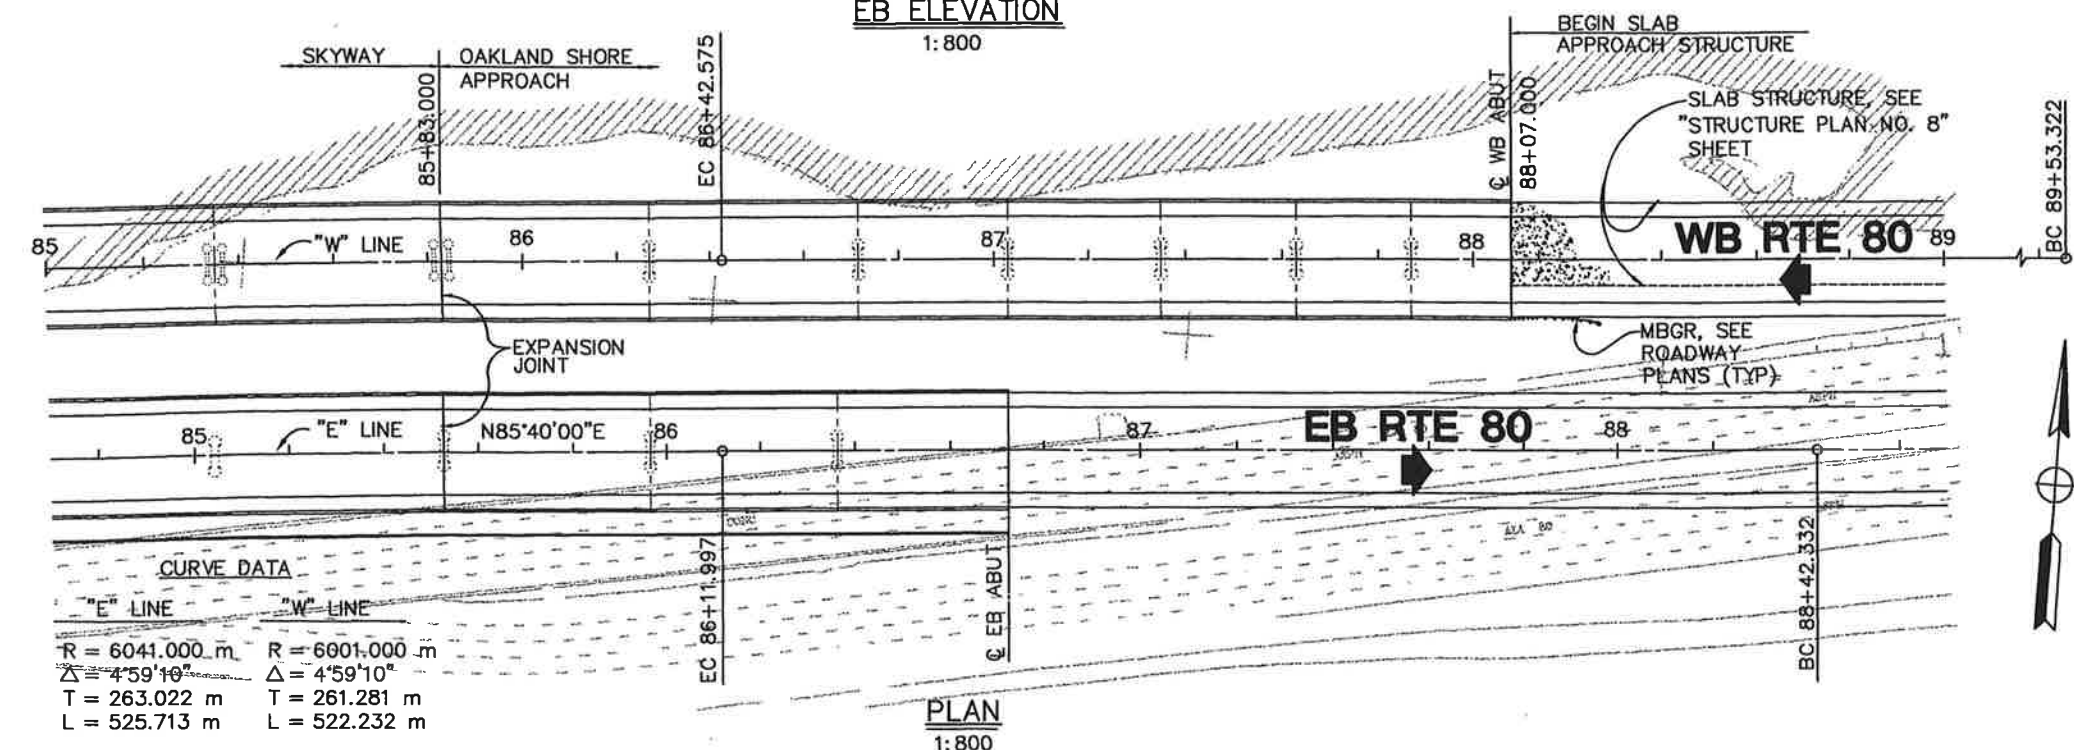 EB ELEVATION
1:800
SKYWAY
OAKLAND SHORE
APPROACH
85+83.000
EC 86+42.575
BEGIN SLAB
APPROACH STRUCTURE
℄ WB ABUT
88+07.000
SLAB STRUCTURE, SEE
"STRUCTURE PLAN NO. 8"
SHEET
BC 89+53.322
85
"W" LINE
86
87
88
WB RTE 80
89
EXPANSION
JOINT
MBGR, SEE
ROADWAY
PLANS (TYP)
85
"E" LINE
N85°40'00"E
86
87
EB RTE 80
88
EC 86+11.997
℄ EB ABUT
BC 88+42.332
CURVE DATA
"E" LINE
"W" LINE
R = 6041.000 m
R = 6001.000 m
Δ = 4°59'10"
Δ = 4°59'10"
T = 263.022 m
T = 261.281 m
L = 525.713 m
L = 522.232 m
PLAN
1:800